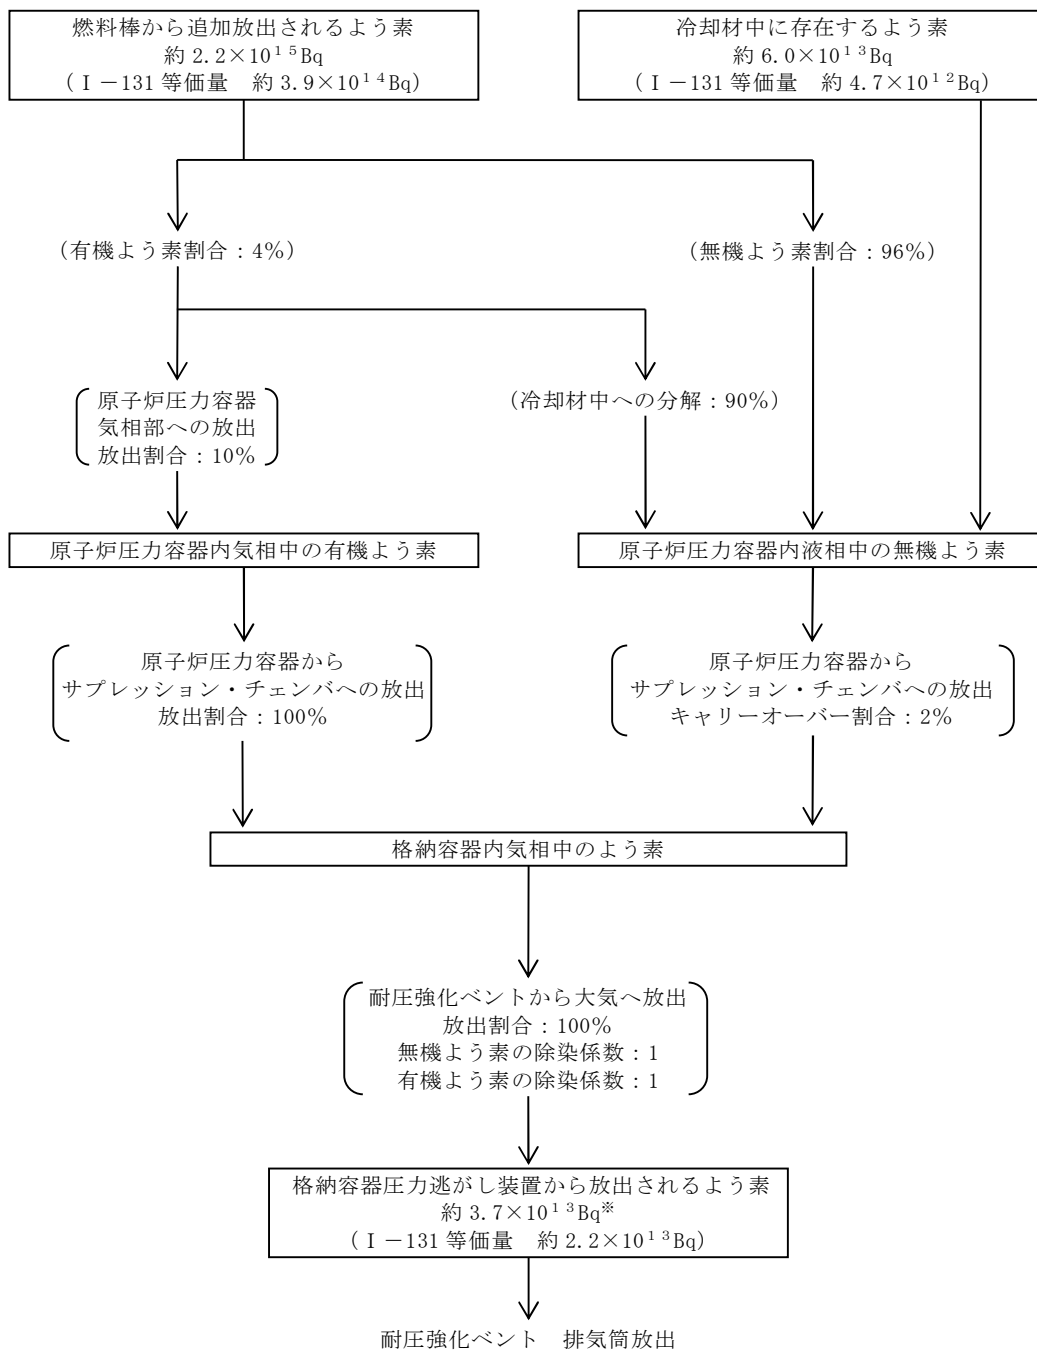 燃料棒から追加放出されるよう素
約 2.2×10¹⁵Bq
(I－131 等価量　約 3.9×10¹⁴Bq)
冷却材中に存在するよう素
約 6.0×10¹³Bq
(I－131 等価量　約 4.7×10¹²Bq)
(有機よう素割合：4%)
(無機よう素割合：96%)
原子炉圧力容器
気相部への放出
放出割合：10%
(冷却材中への分解：90%)
原子炉圧力容器内気相中の有機よう素
原子炉圧力容器内液相中の無機よう素
原子炉圧力容器から
サプレッション・チェンバへの放出
放出割合：100%
原子炉圧力容器から
サプレッション・チェンバへの放出
キャリーオーバー割合：2%
格納容器内気相中のよう素
耐圧強化ベントから大気へ放出
放出割合：100%
無機よう素の除染係数：1
有機よう素の除染係数：1
格納容器圧力逃がし装置から放出されるよう素
約 3.7×10¹³Bq※
(I－131 等価量　約 2.2×10¹³Bq)
耐圧強化ベント　排気筒放出